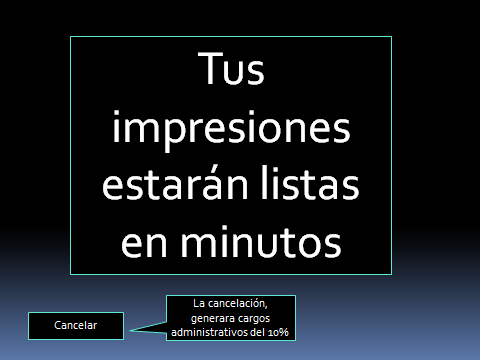 Tus
impresiones
estarán listas
en minutos
La cancelación,
generara cargos
administrativos del 10%
Cancelar